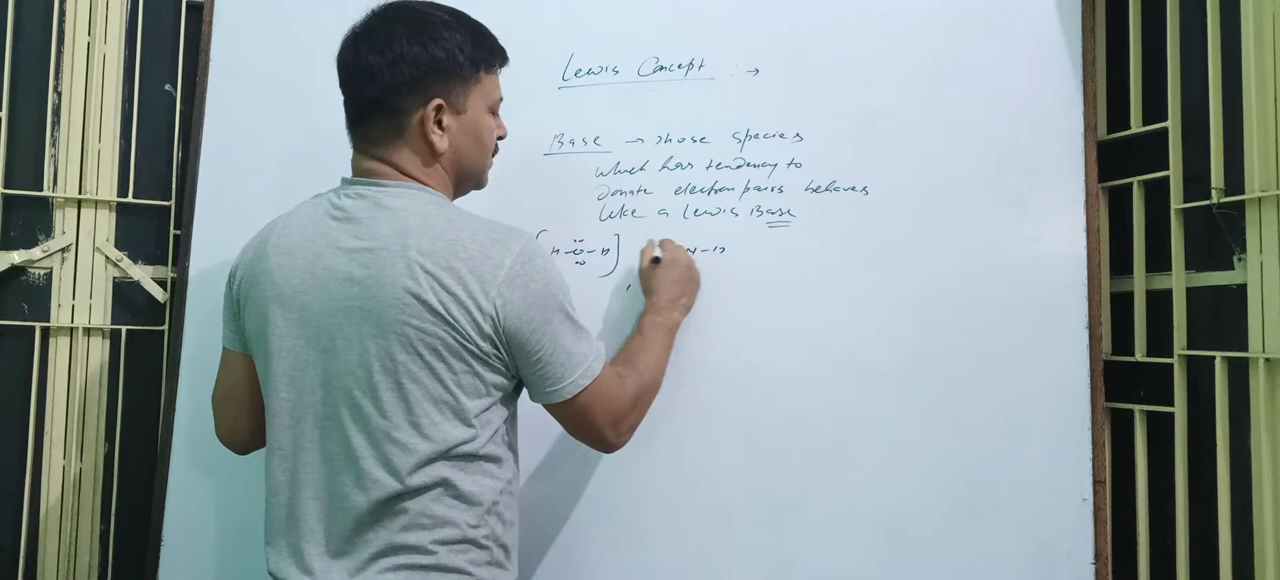 Lewis Concept : →
Base → Those species
which has tendency to
Donate electron pairs behaves
like a Lewis Base
[H-O-H] N-H